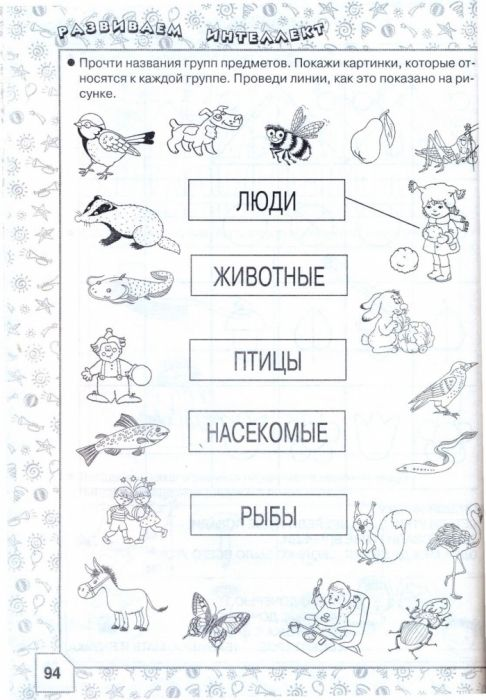 РАЗВИВАЕМ ИНТЕЛЛЕКТ
● Прочти названия групп предметов. Покажи картинки, которые от-
носятся к каждой группе. Проведи линии, как это показано на ри-
сунке.
ЛЮДИ
ЖИВОТНЫЕ
ПТИЦЫ
НАСЕКОМЫЕ
РЫБЫ
94